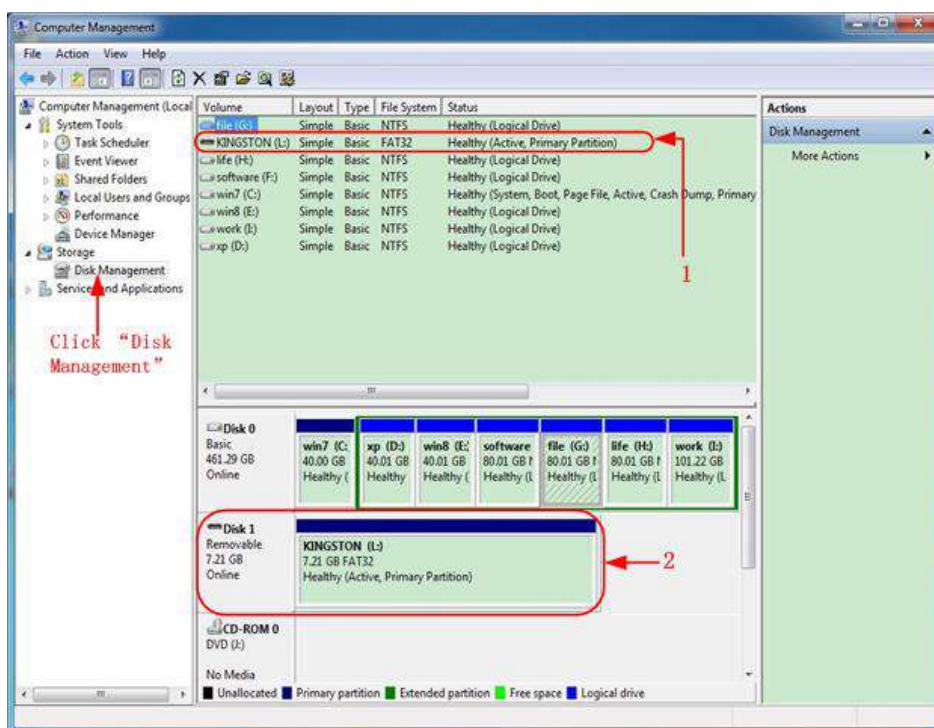 Computer Management
File Action View Help
Computer Management (Local
System Tools
Task Scheduler
Event Viewer
Shared Folders
Local Users and Groups
Performance
Device Manager
Storage
Disk Management
Services and Applications
Click “Disk
Management”
Volume Layout Type File System Status
file (G:) Simple Basic NTFS Healthy (Logical Drive)
KINGSTON (L:) Simple Basic FAT32 Healthy (Active, Primary Partition)
life (H:) Simple Basic NTFS Healthy (Logical Drive)
software (F:) Simple Basic NTFS Healthy (Logical Drive)
win7 (C:) Simple Basic NTFS Healthy (System, Boot, Page File, Active, Crash Dump, Primary
win8 (E:) Simple Basic NTFS Healthy (Logical Drive)
work (I:) Simple Basic NTFS Healthy (Logical Drive)
xp (D:) Simple Basic NTFS Healthy (Logical Drive)
1
Actions
Disk Management
More Actions
Disk 0
Basic
461.29 GB
Online
win7 (C:
40.00 GB
Healthy (
xp (D:)
40.01 GB
Healthy
win8 (E:
40.01 GB
Healthy (
software
80.01 GB N
Healthy (L
file (G:)
80.01 GB N
Healthy (L
life (H:)
80.01 GB N
Healthy (L
work (I:)
101.22 GB
Healthy (L
Disk 1
Removable
7.21 GB
Online
KINGSTON (L:)
7.21 GB FAT32
Healthy (Active, Primary Partition)
2
CD-ROM 0
DVD (J:)
No Media
Unallocated Primary partition Extended partition Free space Logical drive